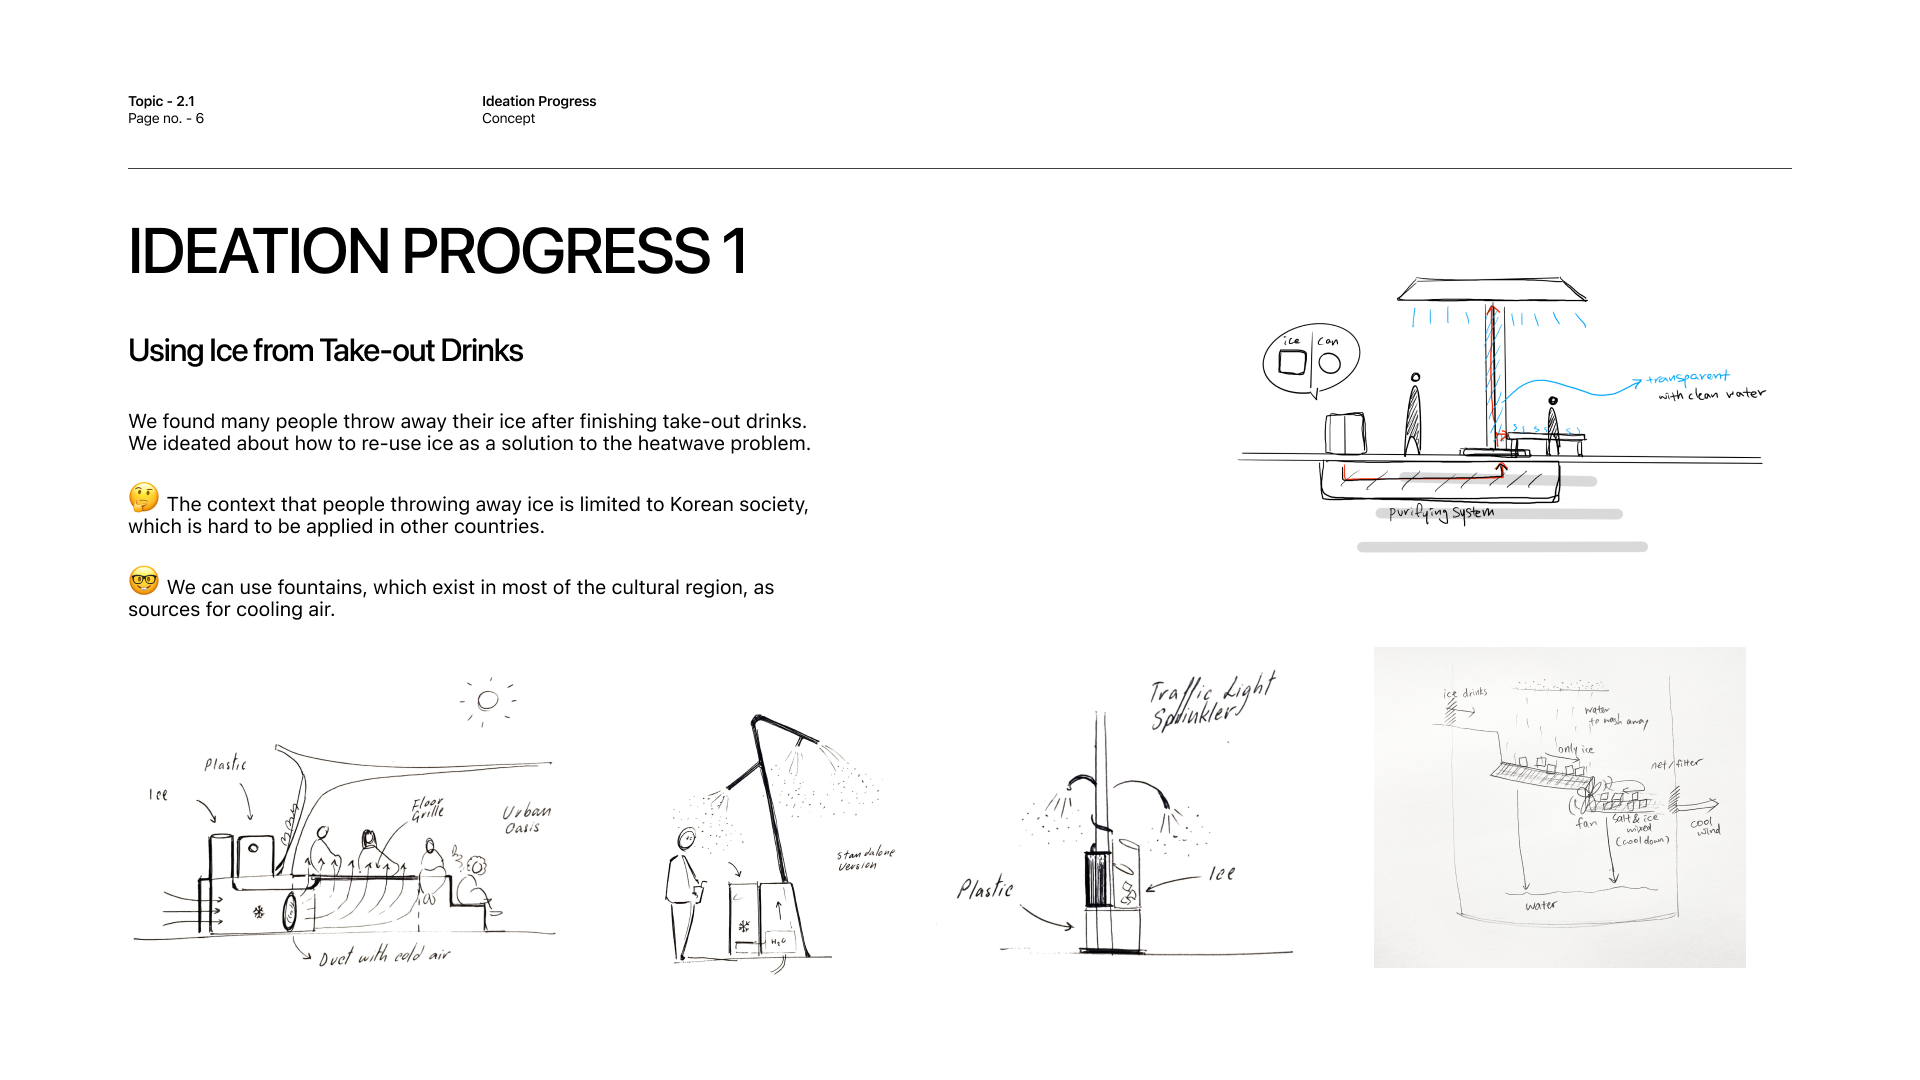 Topic - 2.1
Page no. - 6
Ideation Progress
Concept
IDEATION PROGRESS 1
Using Ice from Take-out Drinks
We found many people throw away their ice after finishing take-out drinks.
We ideated about how to re-use ice as a solution to the heatwave problem.
🤔 The context that people throwing away ice is limited to Korean society,
which is hard to be applied in other countries.
🤓 We can use fountains, which exist in most of the cultural region, as
sources for cooling air.
ice can
transparent
with clean water
purifying system
Plastic
Ice
Floor
Grille
Urban
Oasis
Duct with cold air
standalone
version
H₂O
Traffic Light
Sprinkler
Plastic
Ice
ice drinks
water
to wash away
only ice
net/filter
fan
salt & ice
mixed
(cool down)
cool
wind
water